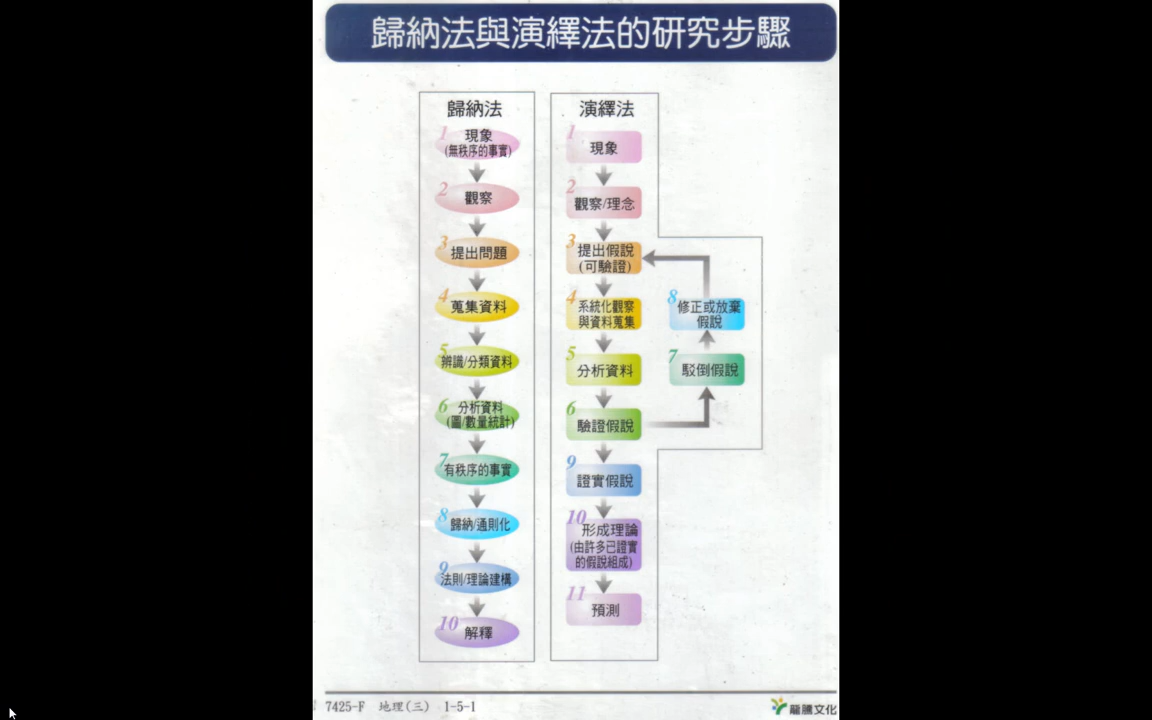 歸納法與演繹法的研究步驟
歸納法
1
現象
(無秩序的事實)
2
觀察
3
提出問題
4
蒐集資料
5
辨識/分類資料
6
分析資料
(圖/數量統計)
7
有秩序的事實
8
歸納/通則化
9
法則/理論建構
10
解釋
演繹法
1
現象
2
觀察/理念
3
提出假說
(可驗證)
4
系統化觀察
與資料蒐集
5
分析資料
6
驗證假說
7
駁倒假說
8
修正或放棄
假說
9
證實假說
10
形成理論
(由許多已證實
的假說組成)
11
預測
7425-F 地理(三) 1-5-1
龍騰文化